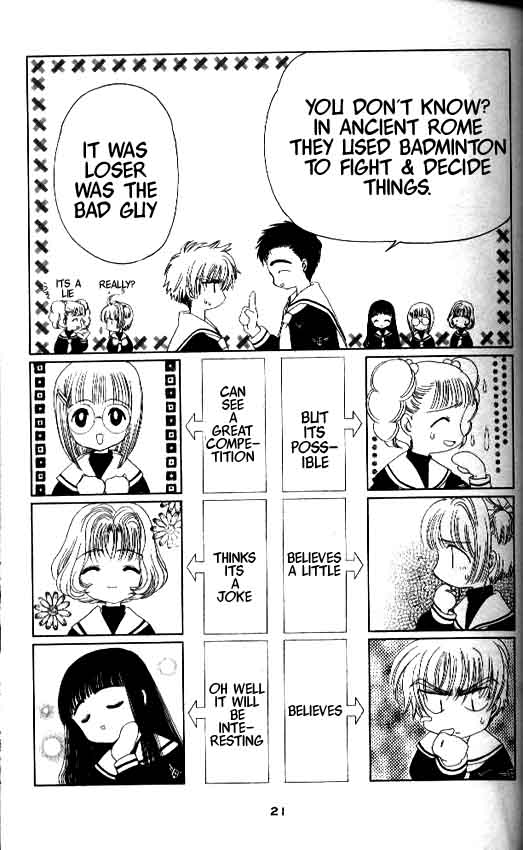 YOU DON'T KNOW?
IN ANCIENT ROME
THEY USED BADMINTON
TO FIGHT & DECIDE
THINGS.
IT WAS
LOSER
WAS THE
BAD GUY
IT'S A
LIE
REALLY?
BUT
ITS
POSS-
IBLE
CAN
SEE
A
GREAT
COMPE-
TITION
BELIEVES
A LITTLE
THINKS
ITS
A
JOKE
BELIEVES
OH WELL
IT WILL
BE
INTE-
RESTING
21